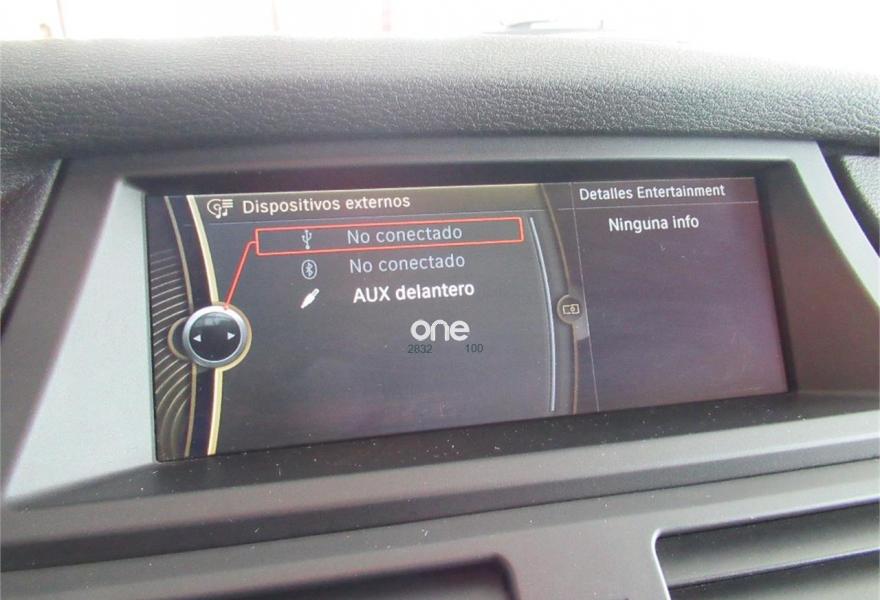 Dispositivos externos
No conectado
No conectado
AUX delantero
one
2832 100
Detalles Entertainment
Ninguna info